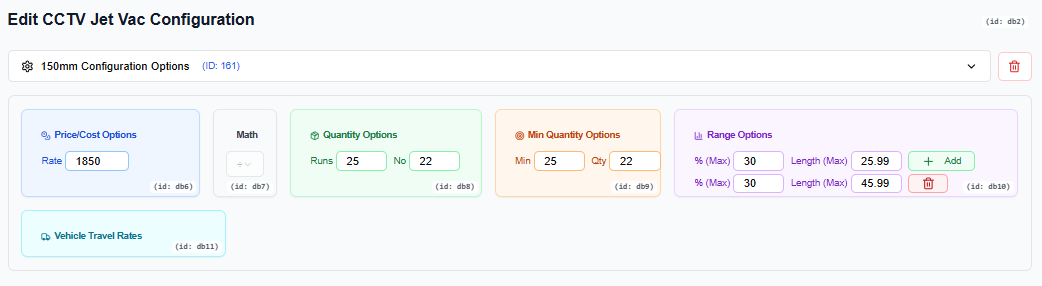 Edit CCTV Jet Vac Configuration
(id: db2)
150mm Configuration Options (ID: 161)
Price/Cost Options
Rate 1850
(id: db6)
Math
÷
(id: db7)
Quantity Options
Runs 25 No 22
(id: db8)
Min Quantity Options
Min 25 Qty 22
(id: db9)
Range Options
% (Max) 30 Length (Max) 25.99 + Add
% (Max) 30 Length (Max) 45.99
(id: db10)
Vehicle Travel Rates
(id: db11)